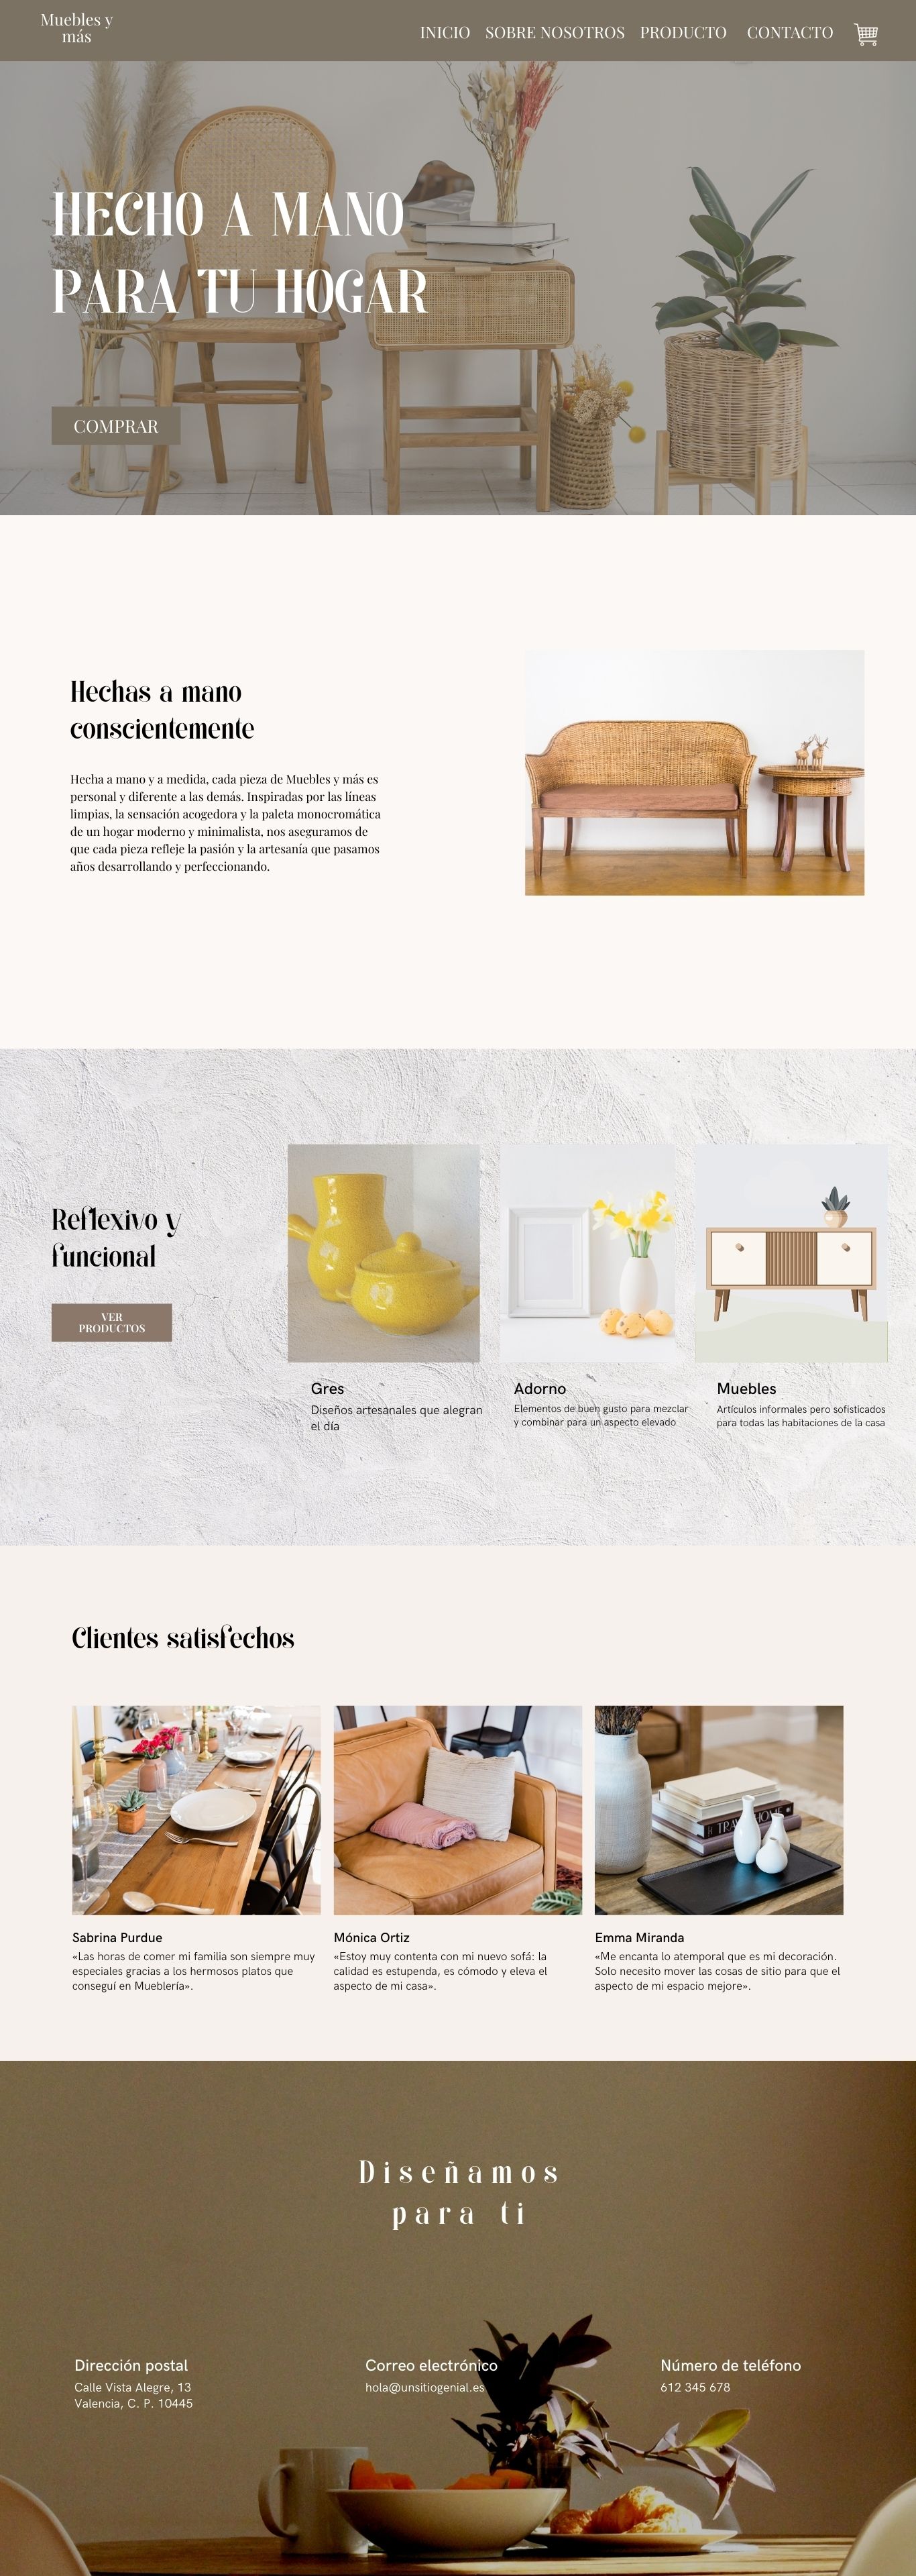 Muebles y
más
INICIO SOBRE NOSOTROS PRODUCTO CONTACTO
HECHO A MANO
PARA TU HOGAR
COMPRAR
Hechas a mano
conscientemente
Hecha a mano y a medida, cada pieza de Muebles y más es
personal y diferente a las demás. Inspiradas por las líneas
limpias, la sensación acogedora y la paleta monocromática
de un hogar moderno y minimalista, nos aseguramos de
que cada pieza refleje la pasión y la artesanía que pasamos
años desarrollando y perfeccionando.
Reflexivo y
funcional
VER
PRODUCTOS
Gres
Diseños artesanales que alegran
el día
Adorno
Elementos de buen gusto para mezclar
y combinar para un aspecto elevado
Muebles
Artículos informales pero sofisticados
para todas las habitaciones de la casa
Clientes satisfechos
Sabrina Purdue
«Las horas de comer mi familia son siempre muy
especiales gracias a los hermosos platos que
conseguí en Mueblería».
Mónica Ortiz
«Estoy muy contenta con mi nuevo sofá: la
calidad es estupenda, es cómodo y eleva el
aspecto de mi casa».
Emma Miranda
«Me encanta lo atemporal que es mi decoración.
Solo necesito mover las cosas de sitio para que el
aspecto de mi espacio mejore».
Diseñamos
para ti
Dirección postal
Calle Vista Alegre, 13
Valencia, C. P. 10445
Correo electrónico
hola@unsitiogenial.es
Número de teléfono
612 345 678